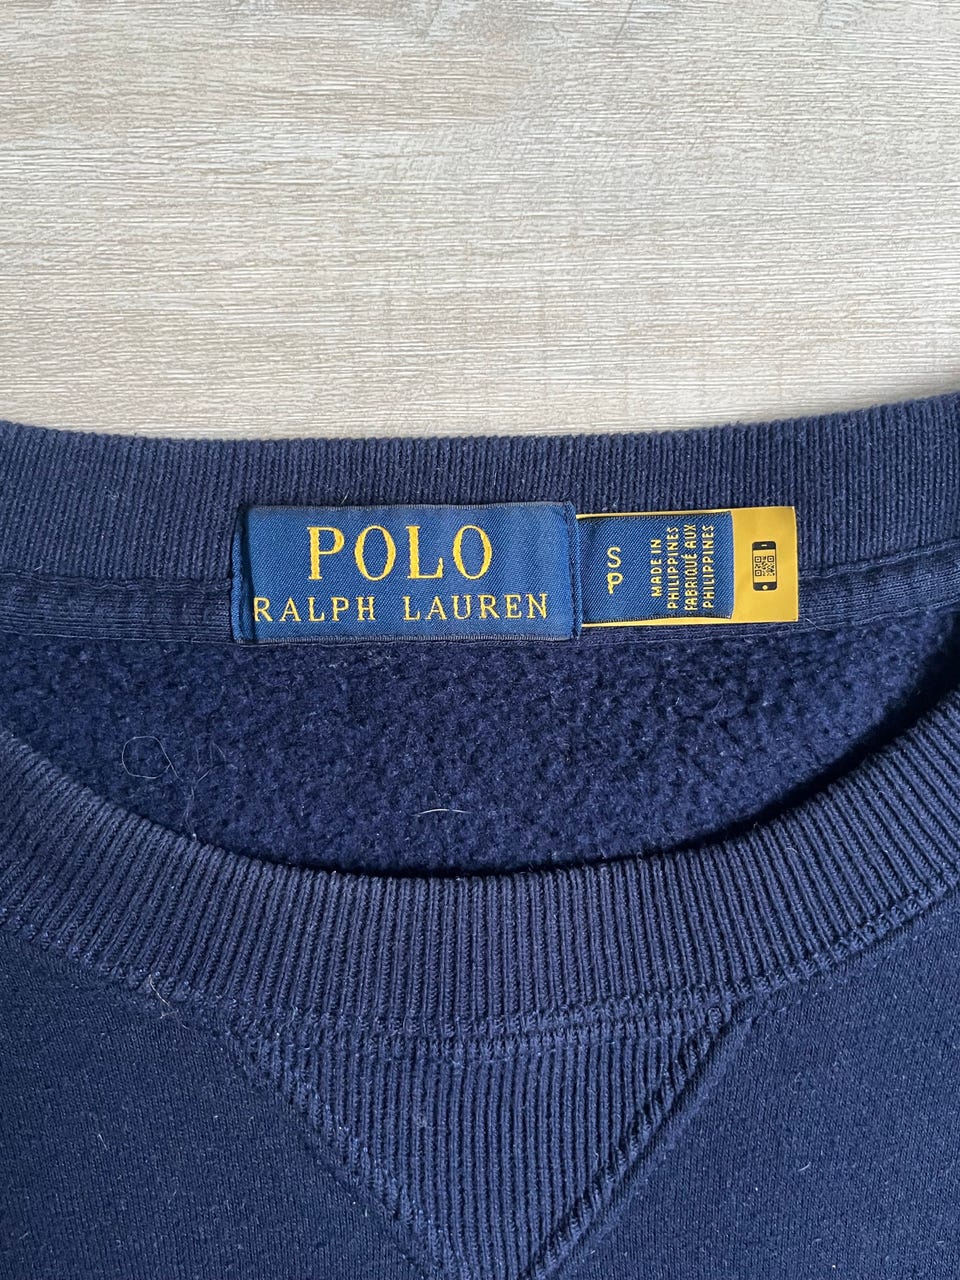 POLO
RALPH LAUREN
S
P
MADE IN
PHILIPPINES
FABRIQUÉ AUX
PHILIPPINES